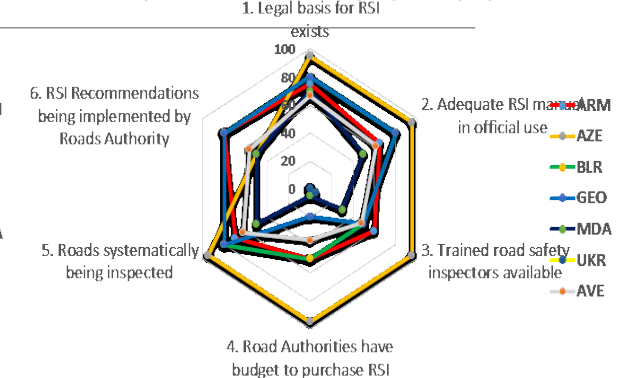 1. Legal basis for RSI
exists
100
80
60
40
20
0
6. RSI Recommendations
being implemented by
Roads Authority
2. Adequate RSI
in official use
5. Roads systematically
being inspected
3. Trained road safety
inspectors available
4. Road Authorities have
budget to purchase RSI
ARM
AZE
BLR
GEO
MDA
UKR
AVE